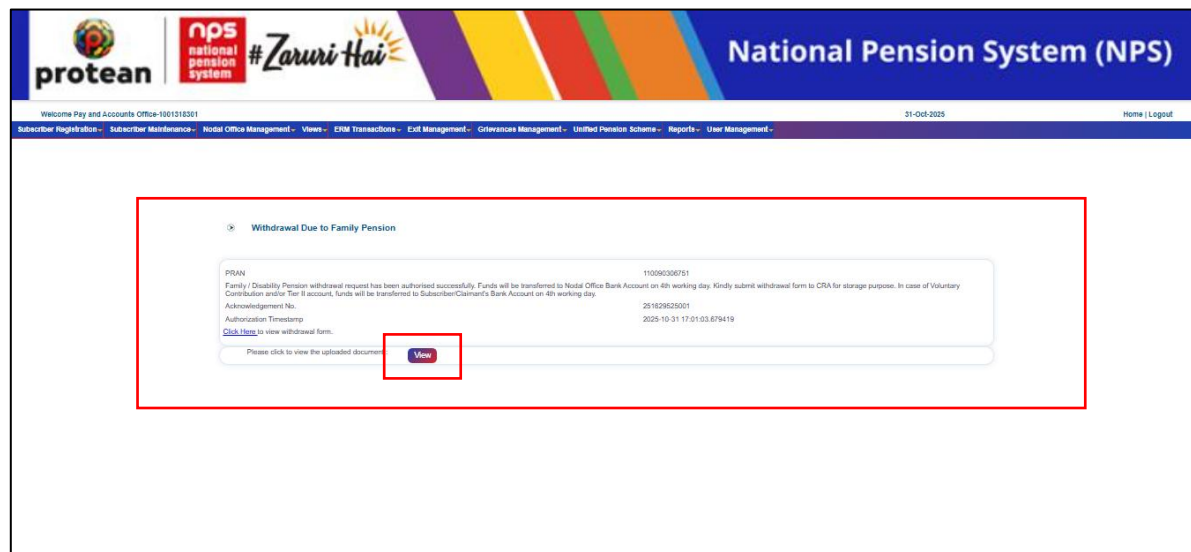 protean
nps
national
pension
system
#Zaruri Hai
National Pension System (NPS)
Welcome Pay and Accounts Office-1001318301
31-Oct-2025
Home | Logout
Subscriber Registration Subscriber Maintenance Nodal Office Management Views ERM Transactions Exit Management Grievances Management Unified Pension Scheme Reports User Management
Withdrawal Due to Family Pension
PRAN 110090306751
Family / Disability Pension withdrawal request has been authorised successfully. Funds will be transferred to Nodal Office Bank Account on 4th working day. Kindly submit withdrawal form to CRA for storage purpose. In case of Voluntary
Contribution and/or Tier II account, funds will be transferred to Subscriber/Claimant's Bank Account on 4th working day.
Acknowledgement No. 251629525001
Authorization Timestamp 2025-10-31 17:01:03.679419
Click Here to view withdrawal form.
Please click to view the uploaded document : View